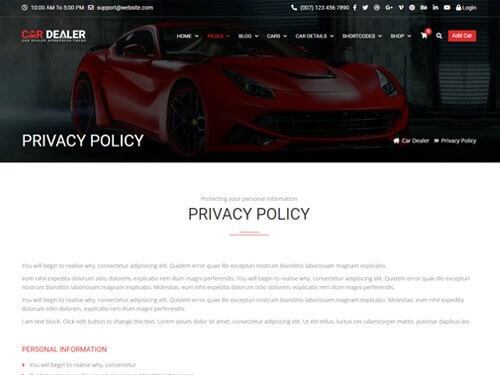 10:00 AM To 5:00 PM support@website.com (007) 123 456 7890 Login
CAR DEALER
CAR DEALER WORDPRESS THEME
HOME PAGES BLOG CARS CAR DETAILS SHORTCODES SHOP 0 Add Car
PRIVACY POLICY
Car Dealer » Privacy Policy
Protecting your personal information
PRIVACY POLICY
You will begin to realise why, consectetur adipisicing elit. Quidem error quae illo excepturi nostrum blanditiis laboriosam magnam explicabo.
eum nihil expedita dolorum odio dolorem, explicabo rem illum magni perferendis. You will begin to realise why, consectetur adipisicing elit. Quidem error quae illo excepturi
nostrum blanditiis laboriosam magnam explicabo. Molestias, eum nihil expedita dolorum odio dolorem, explicabo rem illum magni perferendis.
You will begin to realise why, consectetur adipisicing elit. Quidem error quae illo excepturi nostrum blanditiis laboriosam magnam explicabo. Molestias, eum nihil expedita
dolorum odio dolorem, explicabo rem illum magni perferendis.
I am text block. Click edit button to change this text. Lorem ipsum dolor sit amet, consectetur adipiscing elit. Ut elit tellus, luctus nec ullamcorper mattis, pulvinar dapibus leo.
PERSONAL INFORMATION
You will begin to realise why, consectetur